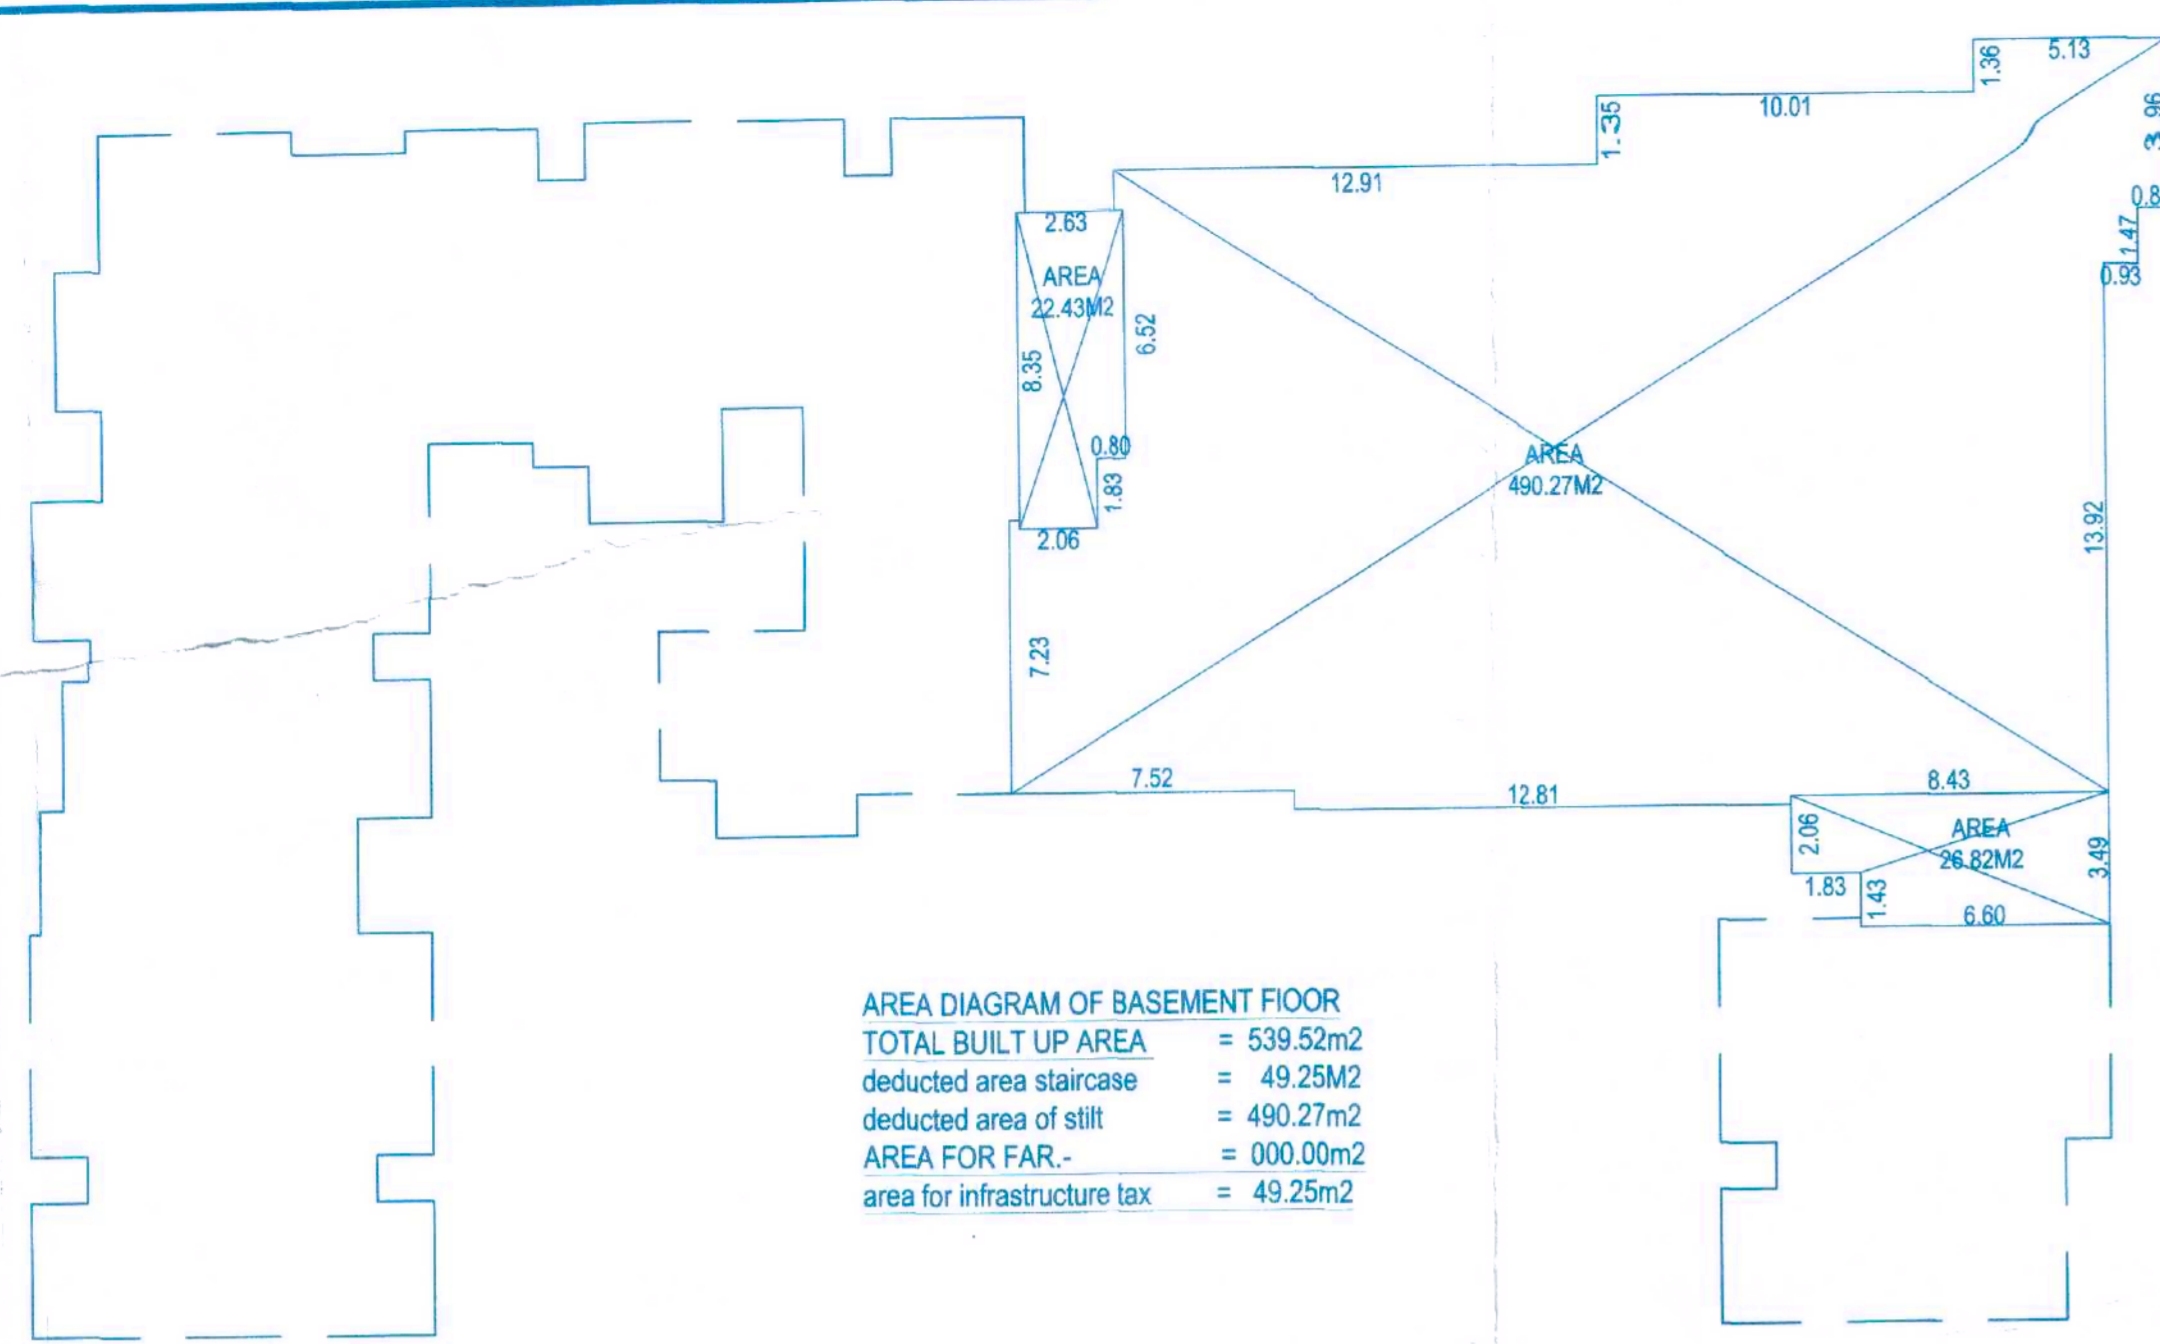 5.13
1.36
10.01
1.35
3.96
12.91
0.8
2.63
1.47
0.93
AREA
22.43M2
6.52
8.35
0.80
AREA
490.27M2
1.83
13.92
2.06
7.23
7.52
8.43
12.81
2.06
AREA
26.82M2
3.49
1.83
1.43
6.60
AREA DIAGRAM OF BASEMENT FlOOR
TOTAL BUILT UP AREA = 539.52m2
deducted area staircase = 49.25M2
deducted area of stilt = 490.27m2
AREA FOR FAR.- = 000.00m2
area for infrastructure tax = 49.25m2